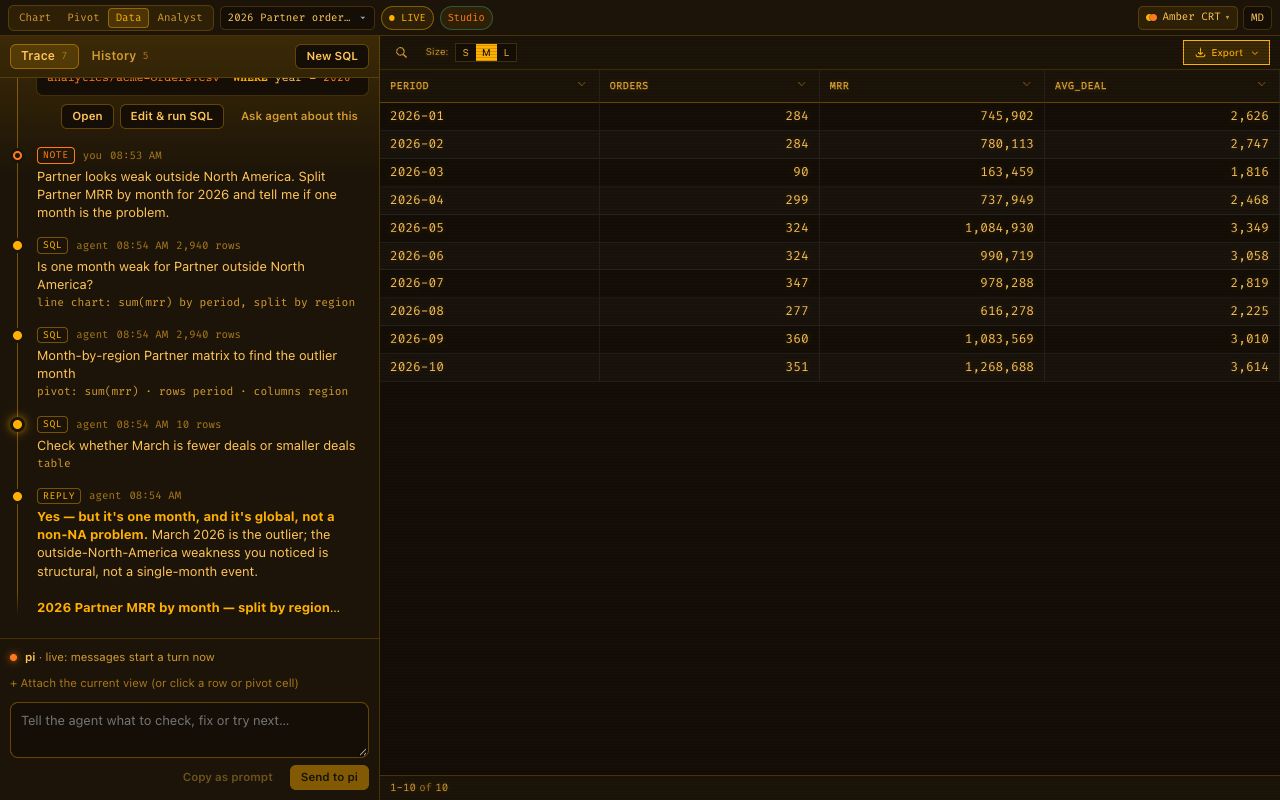 Chart Pivot Data Analyst 2026 Partner order… LIVE Studio Amber CRT MD
Trace 7 History 5 New SQL
analytics/acme-orders.csv' WHERE year = 2026
Open Edit & run SQL Ask agent about this
NOTE you 08:53 AM
Partner looks weak outside North America. Split
Partner MRR by month for 2026 and tell me if one
month is the problem.
SQL agent 08:54 AM 2,940 rows
Is one month weak for Partner outside North
America?
line chart: sum(mrr) by period, split by region
SQL agent 08:54 AM 2,940 rows
Month-by-region Partner matrix to find the outlier
month
pivot: sum(mrr) · rows period · columns region
SQL agent 08:54 AM 10 rows
Check whether March is fewer deals or smaller deals
table
REPLY agent 08:54 AM
Yes — but it's one month, and it's global, not a
non-NA problem. March 2026 is the outlier; the
outside-North-America weakness you noticed is
structural, not a single-month event.
2026 Partner MRR by month — split by region…
pi · live: messages start a turn now
+ Attach the current view (or click a row or pivot cell)
Tell the agent what to check, fix or try next…
Copy as prompt Send to pi
Size: S M L Export
PERIOD ORDERS MRR AVG_DEAL
2026-01 284 745,902 2,626
2026-02 284 780,113 2,747
2026-03 90 163,459 1,816
2026-04 299 737,949 2,468
2026-05 324 1,084,930 3,349
2026-06 324 990,719 3,058
2026-07 347 978,288 2,819
2026-08 277 616,278 2,225
2026-09 360 1,083,569 3,010
2026-10 351 1,268,688 3,614
1–10 of 10